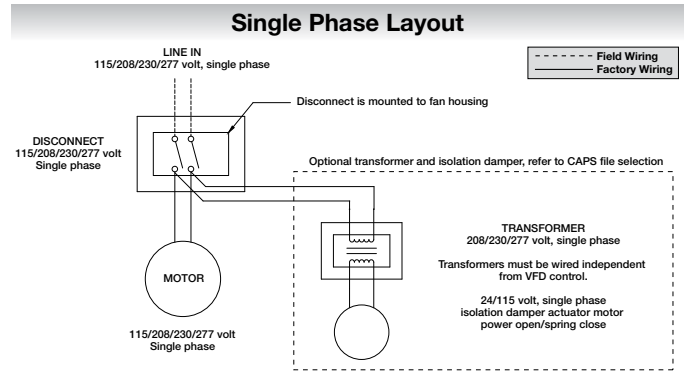 Single Phase Layout
LINE IN
115/208/230/277 volt, single phase
Field Wiring
Factory Wiring
Disconnect is mounted to fan housing
DISCONNECT
115/208/230/277 volt
Single phase
Optional transformer and isolation damper, refer to CAPS file selection
TRANSFORMER
208/230/277 volt, single phase
Transformers must be wired independent
from VFD control.
24/115 volt, single phase
isolation damper actuator motor
power open/spring close
MOTOR
115/208/230/277 volt
Single phase